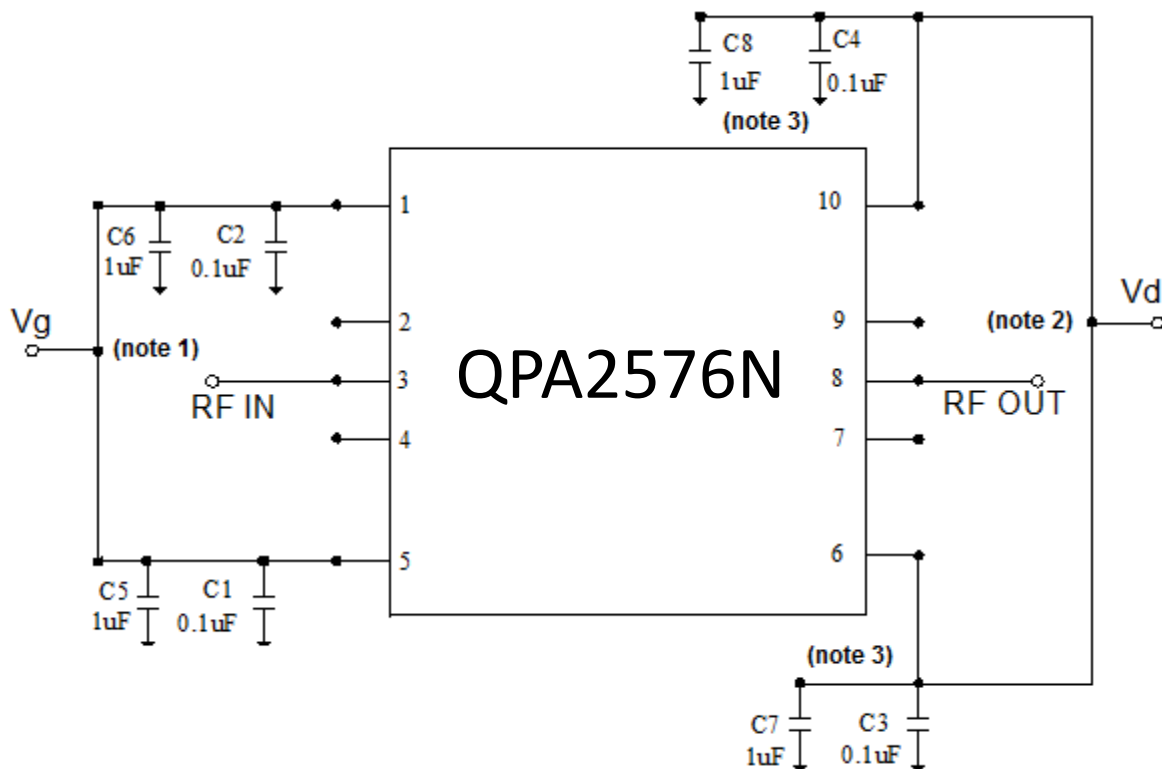 C8
1uF
C4
0.1uF
(note 3)
1
10
C6
1uF
C2
0.1uF
Vg
(note 1)
2
9
(note 2)
Vd
RF IN
3
QPA2576N
8
RF OUT
4
7
5
6
C5
1uF
C1
0.1uF
(note 3)
C7
1uF
C3
0.1uF